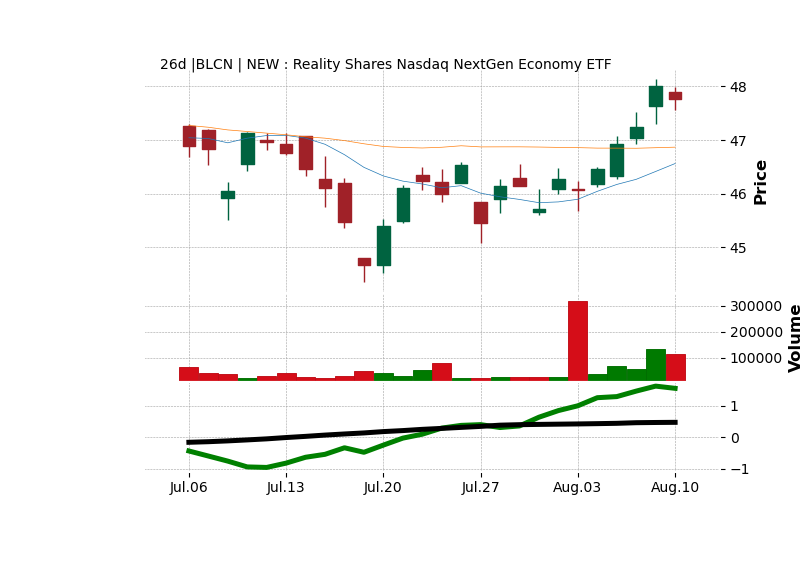 26d |BLCN | NEW : Reality Shares Nasdaq NextGen Economy ETF
48
47
46
45
Price
300000
200000
100000
Volume
1
0
−1
Jul.06 Jul.13 Jul.20 Jul.27 Aug.03 Aug.10